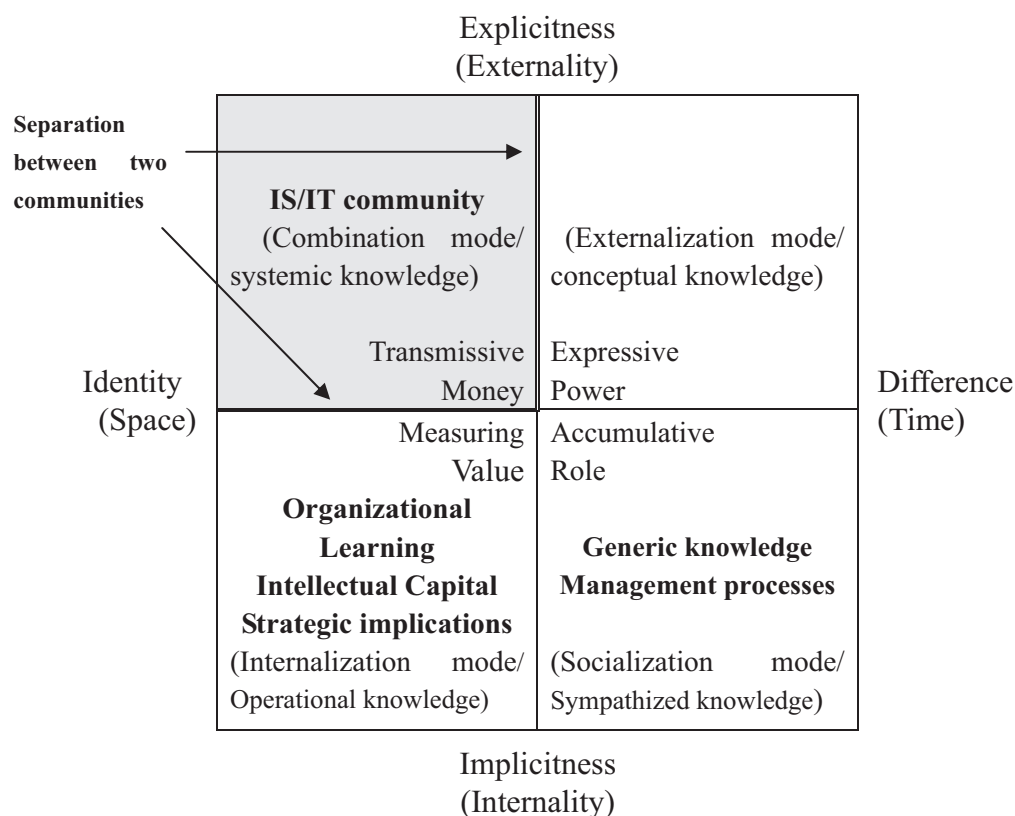 Explicitness
(Externality)
Separation
between two
communities
IS/IT community
(Combination mode/
systemic knowledge)
(Externalization mode/
conceptual knowledge)
Transmissive
Money
Expressive
Power
Identity
(Space)
Difference
(Time)
Measuring
Value
Accumulative
Role
Organizational
Learning
Intellectual Capital
Strategic implications
(Internalization mode/
Operational knowledge)
Generic knowledge
Management processes
(Socialization mode/
Sympathized knowledge)
Implicitness
(Internality)